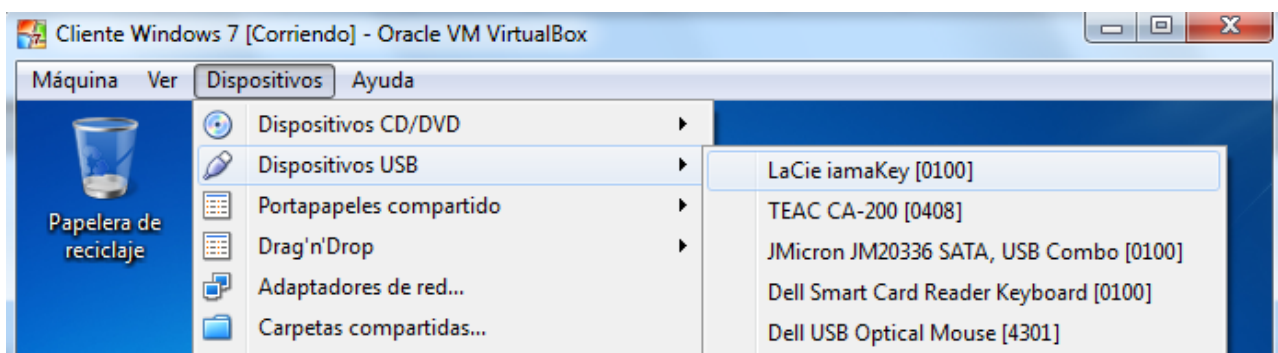 Cliente Windows 7 [Corriendo] - Oracle VM VirtualBox
Máquina Ver Dispositivos Ayuda
Papelera de
reciclaje
Dispositivos CD/DVD
Dispositivos USB
Portapapeles compartido
Drag'n'Drop
Adaptadores de red...
Carpetas compartidas...
LaCie iamaKey [0100]
TEAC CA-200 [0408]
JMicron JM20336 SATA, USB Combo [0100]
Dell Smart Card Reader Keyboard [0100]
Dell USB Optical Mouse [4301]